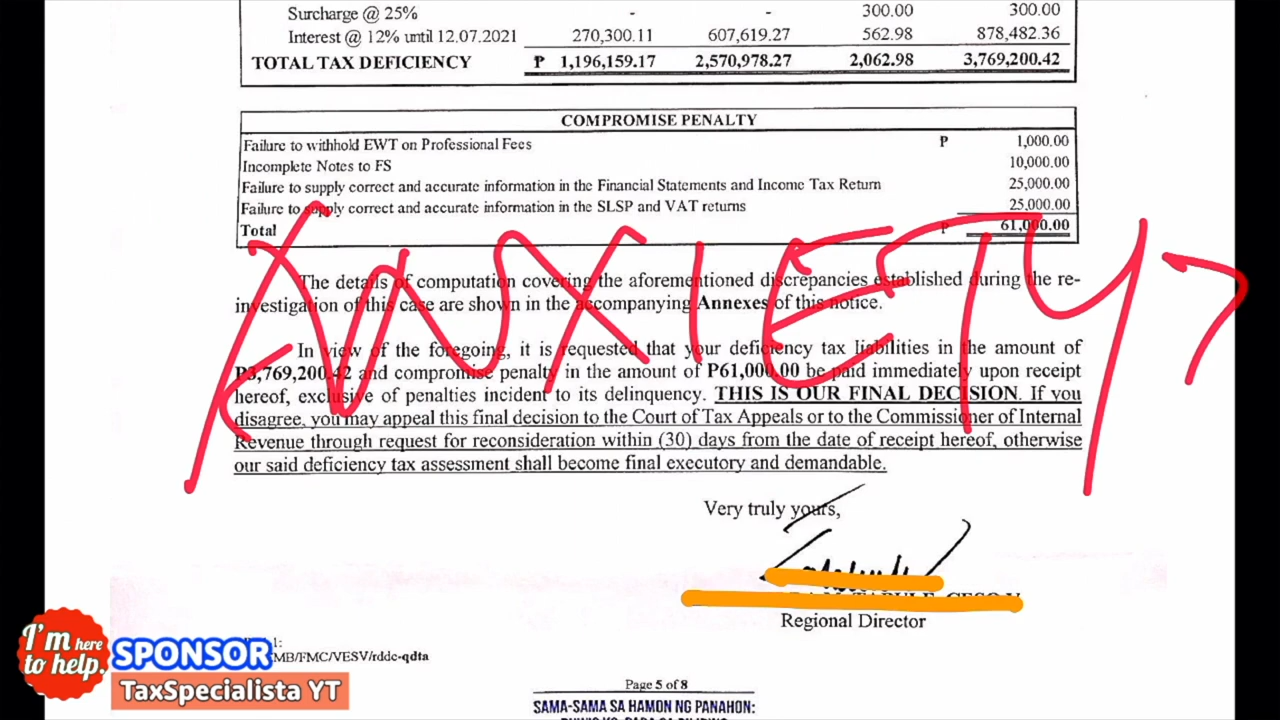 Surcharge @ 25% - - 300.00 300.00
Interest @ 12% until 12.07.2021 270,300.11 607,619.27 562.98 878,482.36
TOTAL TAX DEFICIENCY ₱ 1,196,159.17 2,570,978.27 2,062.98 3,769,200.42
COMPROMISE PENALTY
Failure to withhold EWT on Professional Fees ₱ 1,000.00
Incomplete Notes to FS 10,000.00
Failure to supply correct and accurate information in the Financial Statements and Income Tax Return 25,000.00
Failure to supply correct and accurate information in the SLSP and VAT returns 25,000.00
Total ₱ 61,000.00
ANXIETY?
The details of computation covering the aforementioned discrepancies established during the re-
investigation of this case are shown in the accompanying Annexes of this notice.
In view of the foregoing, it is requested that your deficiency tax liabilities in the amount of
P3,769,200.42 and compromise penalty in the amount of P61,000.00 be paid immediately upon receipt
hereof, exclusive of penalties incident to its delinquency. THIS IS OUR FINAL DECISION. If you
disagree, you may appeal this final decision to the Court of Tax Appeals or to the Commissioner of Internal
Revenue through request for reconsideration within (30) days from the date of receipt hereof, otherwise
our said deficiency tax assessment shall become final executory and demandable.
Very truly yours,
Regional Director
MB/FMC/VESV/rddc-qdta
I'm here
to help.
SPONSOR
TaxSpecialista YT
Page 5 of 8
SAMA-SAMA SA HAMON NG PANAHON: